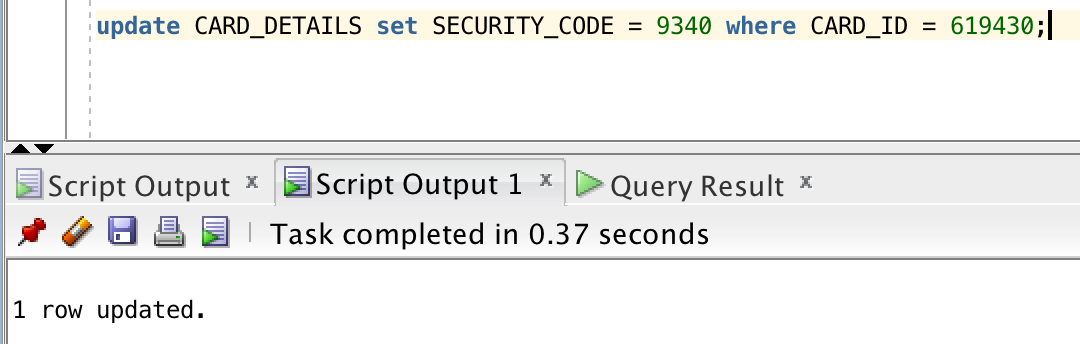 update CARD_DETAILS set SECURITY_CODE = 9340 where CARD_ID = 619430;
Script Output x Script Output 1 x Query Result x
Task completed in 0.37 seconds
1 row updated.